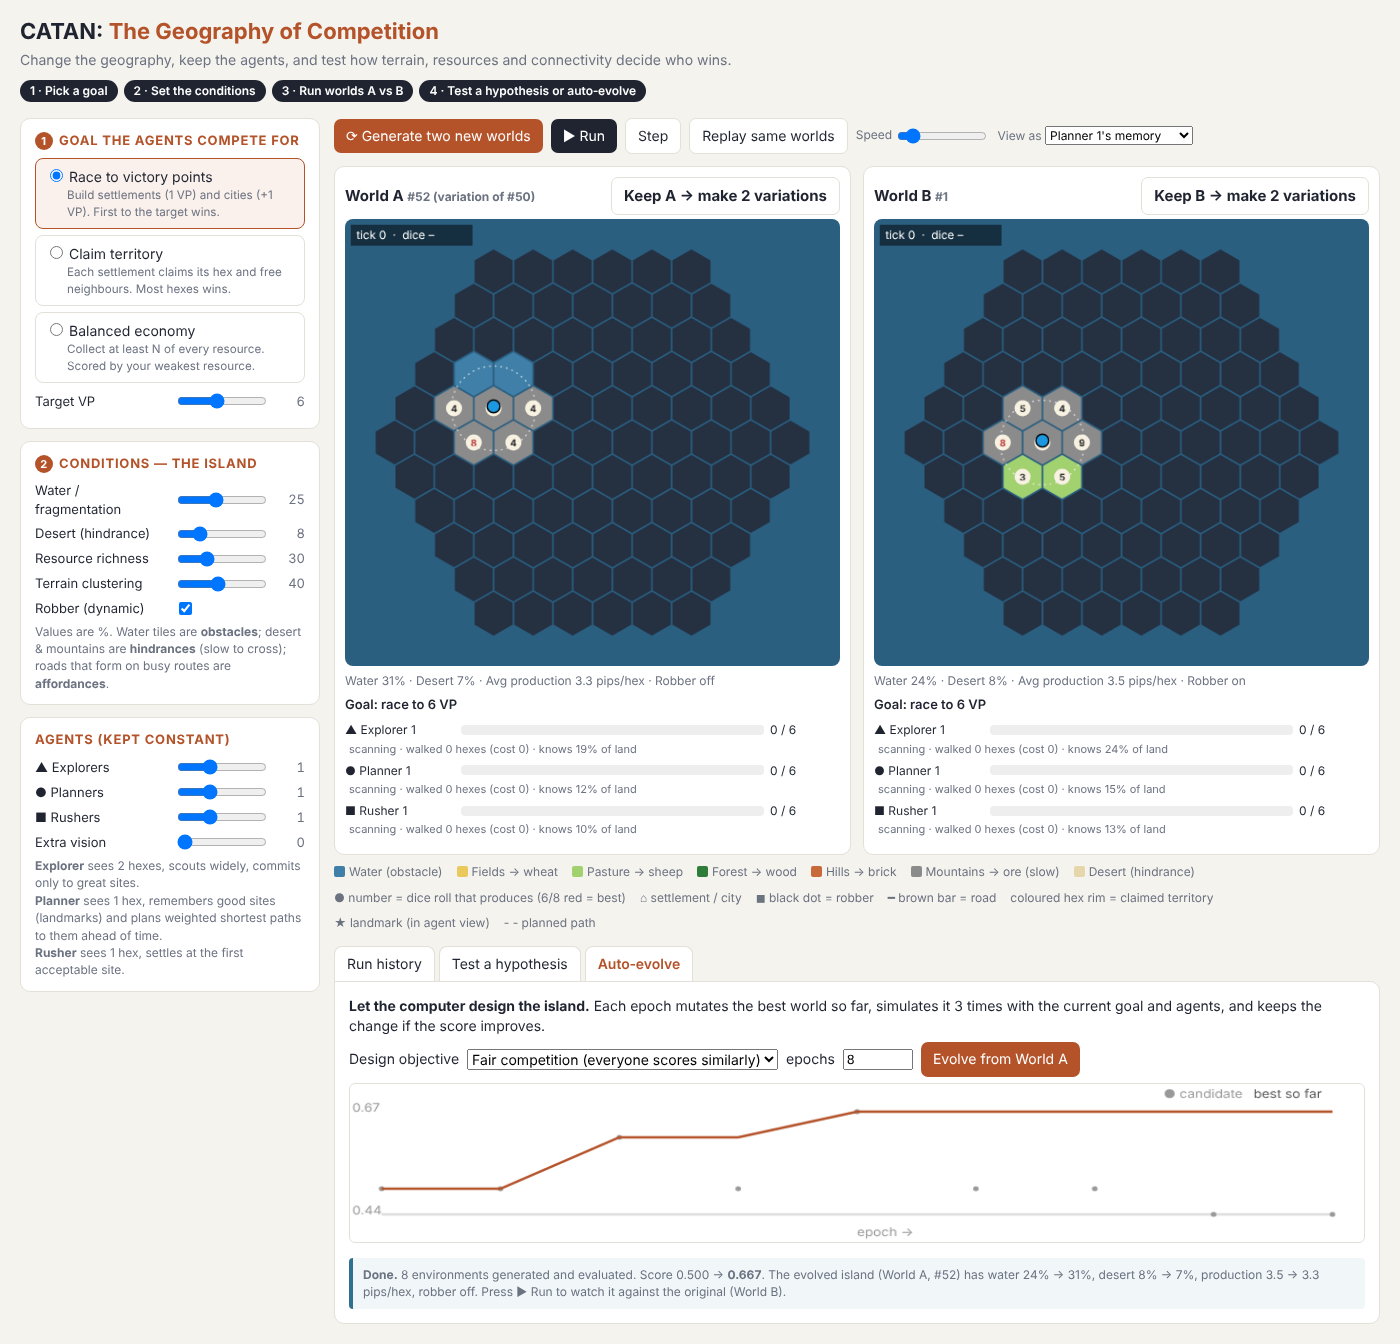 CATAN: The Geography of Competition
Change the geography, keep the agents, and test how terrain, resources and connectivity decide who wins.
1 · Pick a goal
2 · Set the conditions
3 · Run worlds A vs B
4 · Test a hypothesis or auto-evolve
1 GOAL THE AGENTS COMPETE FOR
Race to victory points
Build settlements (1 VP) and cities (+1
VP). First to the target wins.
Claim territory
Each settlement claims its hex and free
neighbours. Most hexes wins.
Balanced economy
Collect at least N of every resource.
Scored by your weakest resource.
Target VP 6
2 CONDITIONS — THE ISLAND
Water /
fragmentation 25
Desert (hindrance) 8
Resource richness 30
Terrain clustering 40
Robber (dynamic)
Values are %. Water tiles are obstacles; desert
& mountains are hindrances (slow to cross);
roads that form on busy routes are
affordances.
AGENTS (KEPT CONSTANT)
▲ Explorers 1
● Planners 1
■ Rushers 1
Extra vision 0
Explorer sees 2 hexes, scouts widely, commits
only to great sites.
Planner sees 1 hex, remembers good sites
(landmarks) and plans weighted shortest paths
to them ahead of time.
Rusher sees 1 hex, settles at the first
acceptable site.
⟳ Generate two new worlds
▶ Run
Step
Replay same worlds
Speed
View as Planner 1's memory
World A #52 (variation of #50)
Keep A → make 2 variations
tick 0 · dice –
4 4
8 4
Water 31% · Desert 7% · Avg production 3.3 pips/hex · Robber off
Goal: race to 6 VP
▲ Explorer 1 0 / 6
scanning · walked 0 hexes (cost 0) · knows 19% of land
● Planner 1 0 / 6
scanning · walked 0 hexes (cost 0) · knows 12% of land
■ Rusher 1 0 / 6
scanning · walked 0 hexes (cost 0) · knows 10% of land
World B #1
Keep B → make 2 variations
tick 0 · dice –
5 4
8 9
3 5
Water 24% · Desert 8% · Avg production 3.5 pips/hex · Robber on
Goal: race to 6 VP
▲ Explorer 1 0 / 6
scanning · walked 0 hexes (cost 0) · knows 24% of land
● Planner 1 0 / 6
scanning · walked 0 hexes (cost 0) · knows 15% of land
■ Rusher 1 0 / 6
scanning · walked 0 hexes (cost 0) · knows 13% of land
Water (obstacle) Fields → wheat Pasture → sheep Forest → wood Hills → brick Mountains → ore (slow) Desert (hindrance)
● number = dice roll that produces (6/8 red = best) ⌂ settlement / city ■ black dot = robber ━ brown bar = road coloured hex rim = claimed territory
★ landmark (in agent view) - - planned path
Run history
Test a hypothesis
Auto-evolve
Let the computer design the island. Each epoch mutates the best world so far, simulates it 3 times with the current goal and agents, and keeps the
change if the score improves.
Design objective Fair competition (everyone scores similarly) epochs 8 Evolve from World A
● candidate best so far
0.67
0.44
epoch →
Done. 8 environments generated and evaluated. Score 0.500 → 0.667. The evolved island (World A, #52) has water 24% → 31%, desert 8% → 7%, production 3.5 → 3.3
pips/hex, robber off. Press ▶ Run to watch it against the original (World B).